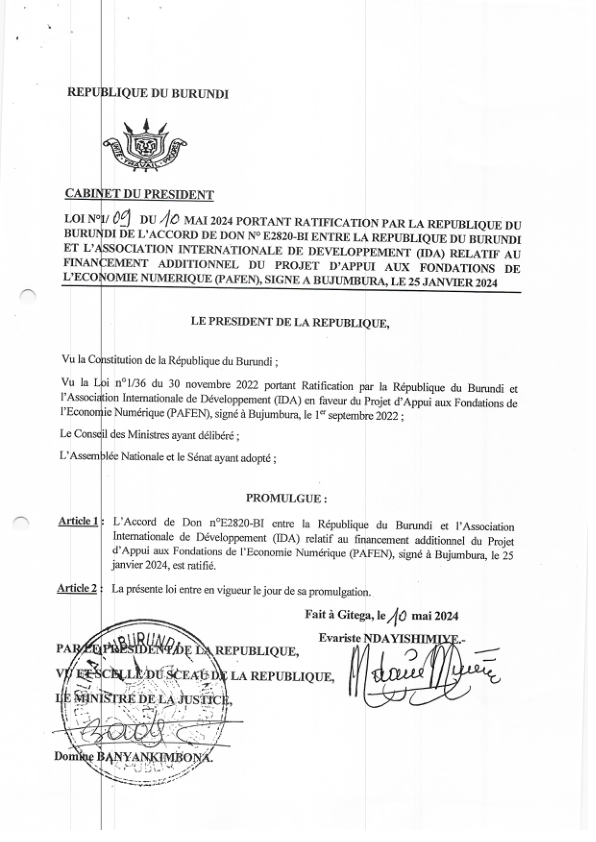 REPUBLIQUE DU BURUNDI
UNITE - TRAVAIL - PROGRES
CABINET DU PRESIDENT
LOI N°1/09 DU 10 MAI 2024 PORTANT RATIFICATION PAR LA REPUBLIQUE DU
BURUNDI DE L'ACCORD DE DON N° E2820-BI ENTRE LA REPUBLIQUE DU BURUNDI
ET L'ASSOCIATION INTERNATIONALE DE DEVELOPPEMENT (IDA) RELATIF AU
FINANCEMENT ADDITIONNEL DU PROJET D'APPUI AUX FONDATIONS DE
L'ECONOMIE NUMERIQUE (PAFEN), SIGNE A BUJUMBURA, LE 25 JANVIER 2024
LE PRESIDENT DE LA REPUBLIQUE,
Vu la Constitution de la République du Burundi ;
Vu la Loi n°1/36 du 30 novembre 2022 portant Ratification par la République du Burundi et
l'Association Internationale de Développement (IDA) en faveur du Projet d'Appui aux Fondations de
l'Economie Numérique (PAFEN), signé à Bujumbura, le 1er septembre 2022 ;
Le Conseil des Ministres ayant délibéré ;
L'Assemblée Nationale et le Sénat ayant adopté ;
PROMULGUE :
Article 1 : L'Accord de Don n°E2820-BI entre la République du Burundi et l'Association
Internationale de Développement (IDA) relatif au financement additionnel du Projet
d'Appui aux Fondations de l'Economie Numérique (PAFEN), signé à Bujumbura, le 25
janvier 2024, est ratifié.
Article 2 : La présente loi entre en vigueur le jour de sa promulgation.
Fait à Gitega, le 10 mai 2024
Evariste NDAYISHIMIYE.-
PAR LE PRESIDENT DE LA REPUBLIQUE,
VU ET SCELLE DU SCEAU DE LA REPUBLIQUE,
LE MINISTRE DE LA JUSTICE,
Domine BANYANKIMBONA.